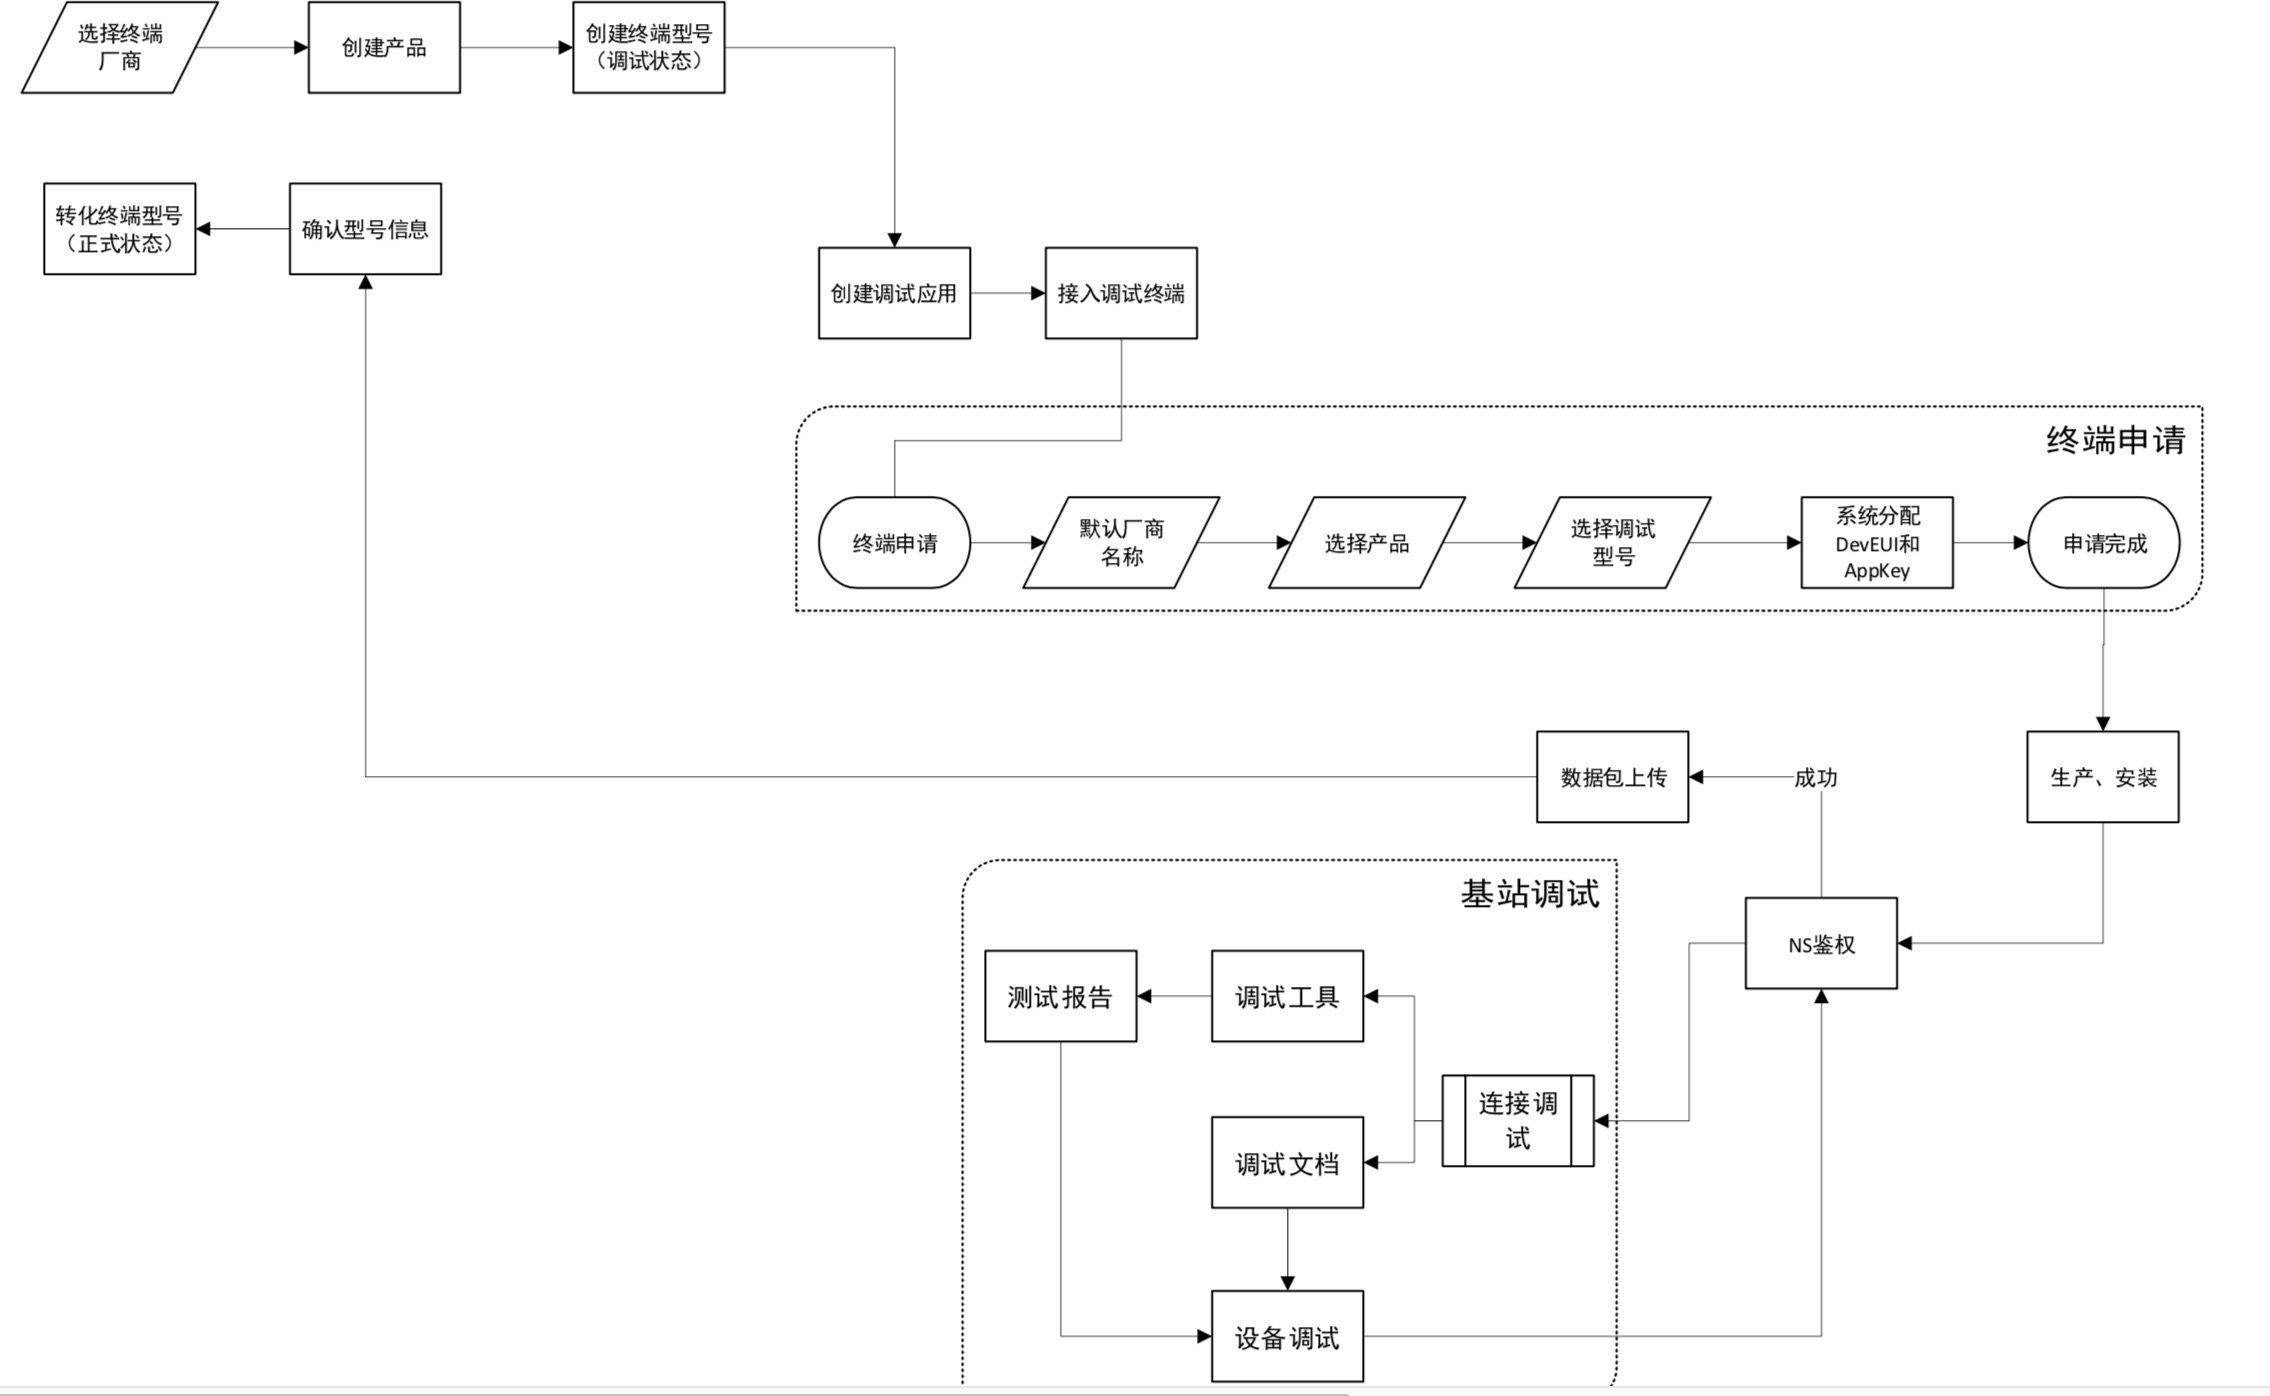 选择终端
厂商
创建产品
创建终端型号
（调试状态）
转化终端型号
（正式状态）
确认型号信息
创建调试应用
接入调试终端
终端申请
终端申请
默认厂商
名称
选择产品
选择调试
型号
系统分配
DevEUI和
AppKey
申请完成
数据包上传
成功
生产、安装
基站调试
NS鉴权
测试报告
调试工具
连接调
试
调试文档
设备调试